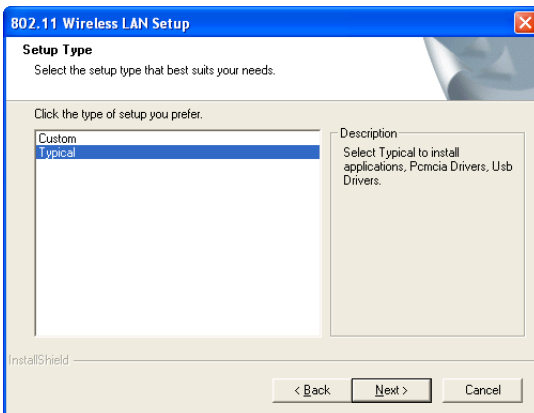 802.11 Wireless LAN Setup
Setup Type
Select the setup type that best suits your needs.
Click the type of setup you prefer.
Custom
Typical
Description
Select Typical to install
applications, Pcmcia Drivers, Usb
Drivers.
InstallShield
< Back
Next >
Cancel